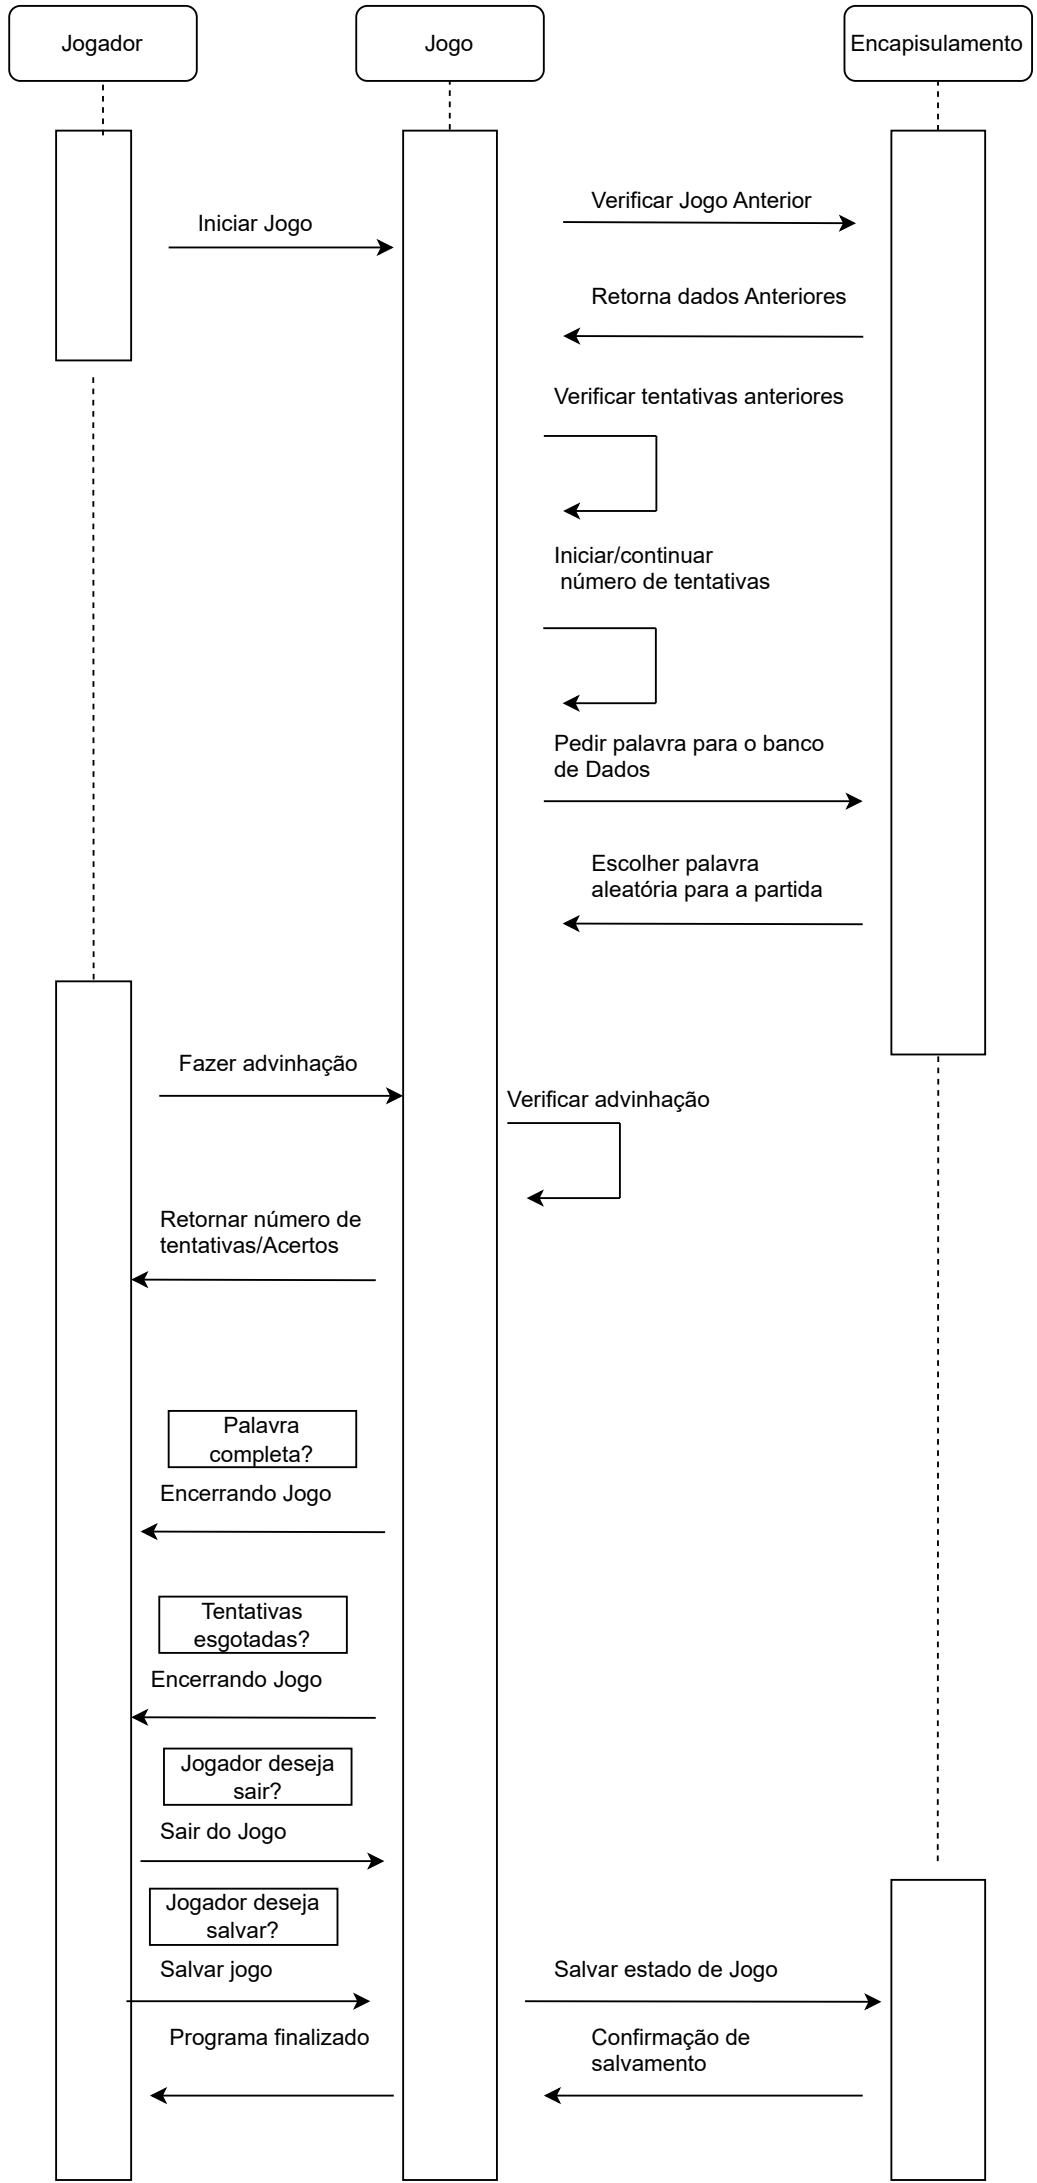 Jogador
Jogo
Encapisulamento
Verificar Jogo Anterior
Iniciar Jogo
Retorna dados Anteriores
Verificar tentativas anteriores
Iniciar/continuar
número de tentativas
Pedir palavra para o banco
de Dados
Escolher palavra
aleatória para a partida
Fazer advinhação
Verificar advinhação
Retornar número de
tentativas/Acertos
Palavra
completa?
Encerrando Jogo
Tentativas
esgotadas?
Encerrando Jogo
Jogador deseja
sair?
Sair do Jogo
Jogador deseja
salvar?
Salvar jogo
Salvar estado de Jogo
Programa finalizado
Confirmação de
salvamento